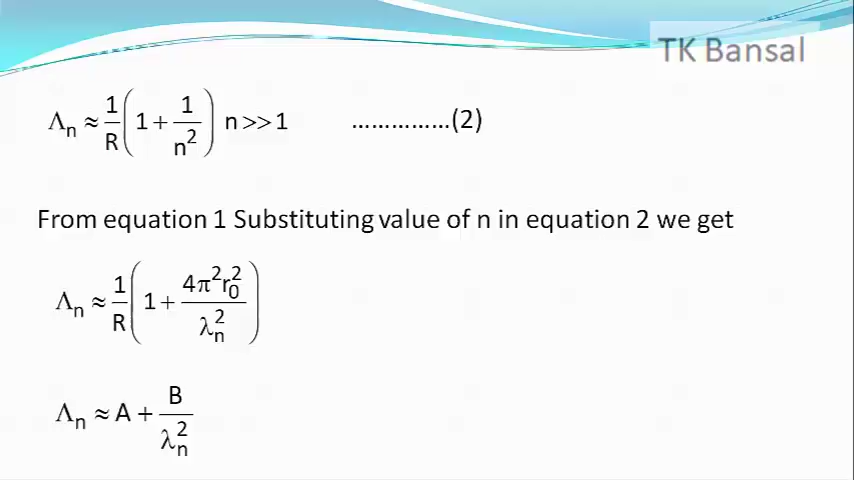 TK Bansal
Λₙ ≈ 1/R (1 + 1/n²) n >> 1 ……………(2)
From equation 1 Substituting value of n in equation 2 we get
Λₙ ≈ 1/R (1 + 4π²r₀²/λₙ²)
Λₙ ≈ A + B/λₙ²